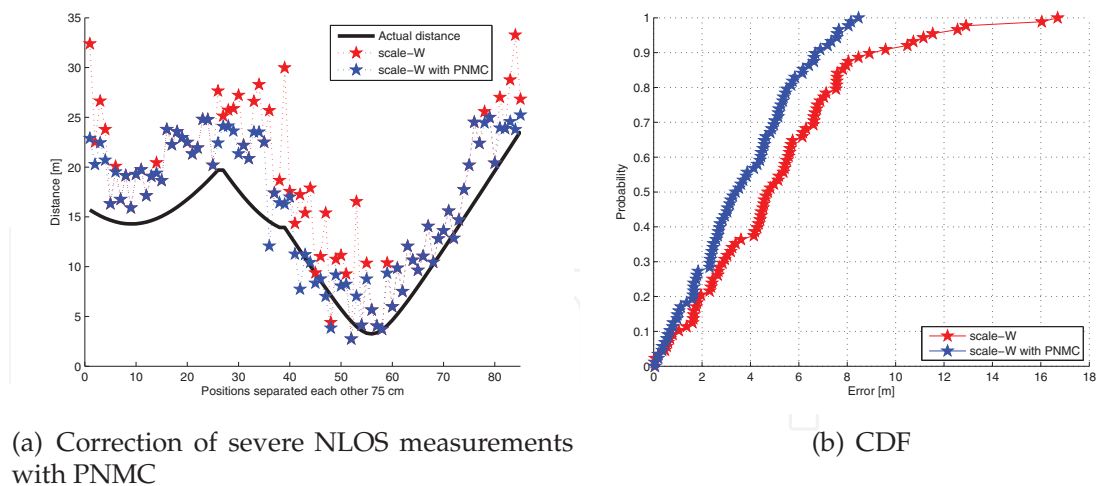 35
30
25
20
15
10
5
0
Distance [m]
0 10 20 30 40 50 60 70 80
Positions separated each other 75 cm
Actual distance
scale-W
scale-W with PNMC
1
0.9
0.8
0.7
0.6
0.5
0.4
0.3
0.2
0.1
0
Probability
0 2 4 6 8 10 12 14 16 18
Error [m]
scale-W
scale-W with PNMC
(a) Correction of severe NLOS measurements
with PNMC
(b) CDF